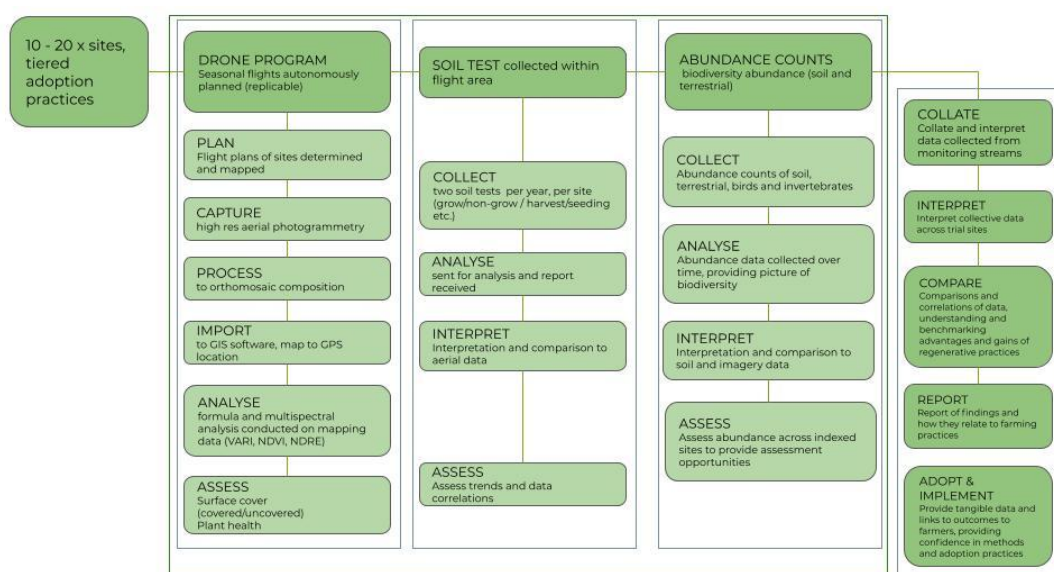 10 - 20 x sites,
tiered
adoption
practices
DRONE PROGRAM
Seasonal flights autonomously
planned (replicable)
PLAN
Flight plans of sites determined
and mapped
CAPTURE
high res aerial photogrammetry
PROCESS
to orthomosaic composition
IMPORT
to GIS software, map to GPS
location
ANALYSE
formula and multispectral
analysis conducted on mapping
data (VARI, NDVI, NDRE)
ASSESS
Surface cover
(covered/uncovered)
Plant health
SOIL TEST collected within
flight area
COLLECT
two soil tests per year, per site
(grow/non-grow / harvest/seeding
etc.)
ANALYSE
sent for analysis and report
received
INTERPRET
Interpretation and comparison to
aerial data
ASSESS
Assess trends and data
correlations
ABUNDANCE COUNTS
biodiversity abundance (soil and
terrestrial)
COLLECT
Abundance counts of soil,
terrestrial, birds and invertebrates
ANALYSE
Abundance data collected over
time, providing picture of
biodiversity
INTERPRET
Interpretation and comparison to
soil and imagery data
ASSESS
Assess abundance across indexed
sites to provide assessment
opportunities
COLLATE
Collate and interpret
data collected from
monitoring streams
INTERPRET
Interpret collective data
across trial sites
COMPARE
Comparisons and
correlations of data,
understanding and
benchmarking
advantages and gains of
regenerative practices
REPORT
Report of findings and
how they relate to farming
practices
ADOPT &
IMPLEMENT
Provide tangible data and
links to outcomes to
farmers, providing
confidence in methods
and adoption practices